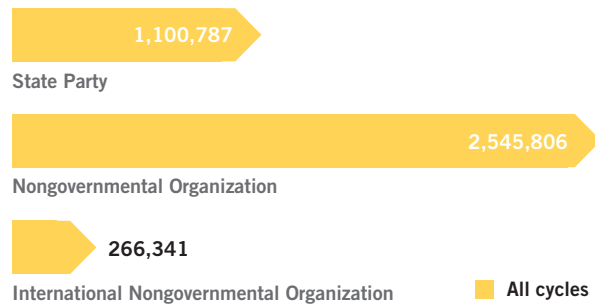 1,100,787
State Party
2,545,806
Nongovernmental Organization
266,341
International Nongovernmental Organization
All cycles